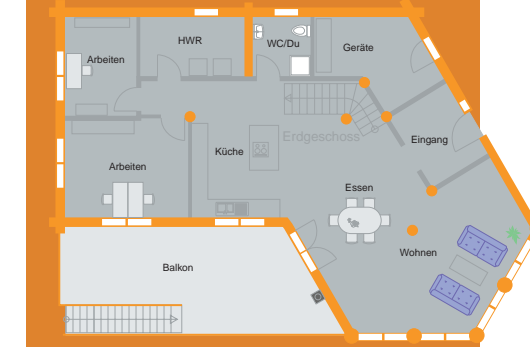 HWR
WC/Du
Geräte
Arbeiten
Erdgeschoss
Eingang
Küche
Arbeiten
Essen
Wohnen
Balkon